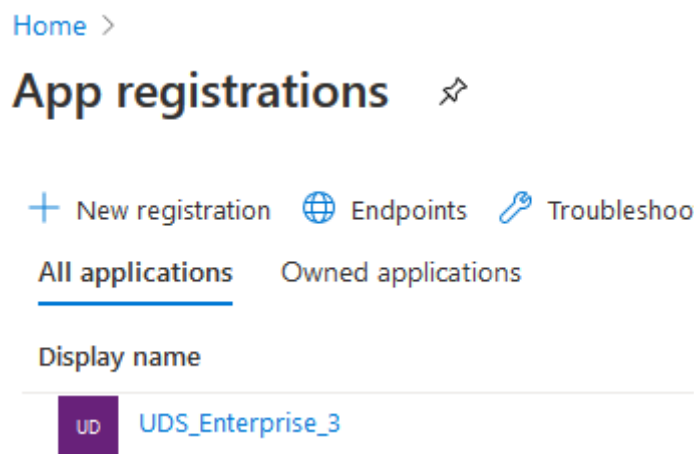 Home >
App registrations
New registration Endpoints Troubleshoo
All applications Owned applications
Display name
UD UDS_Enterprise_3